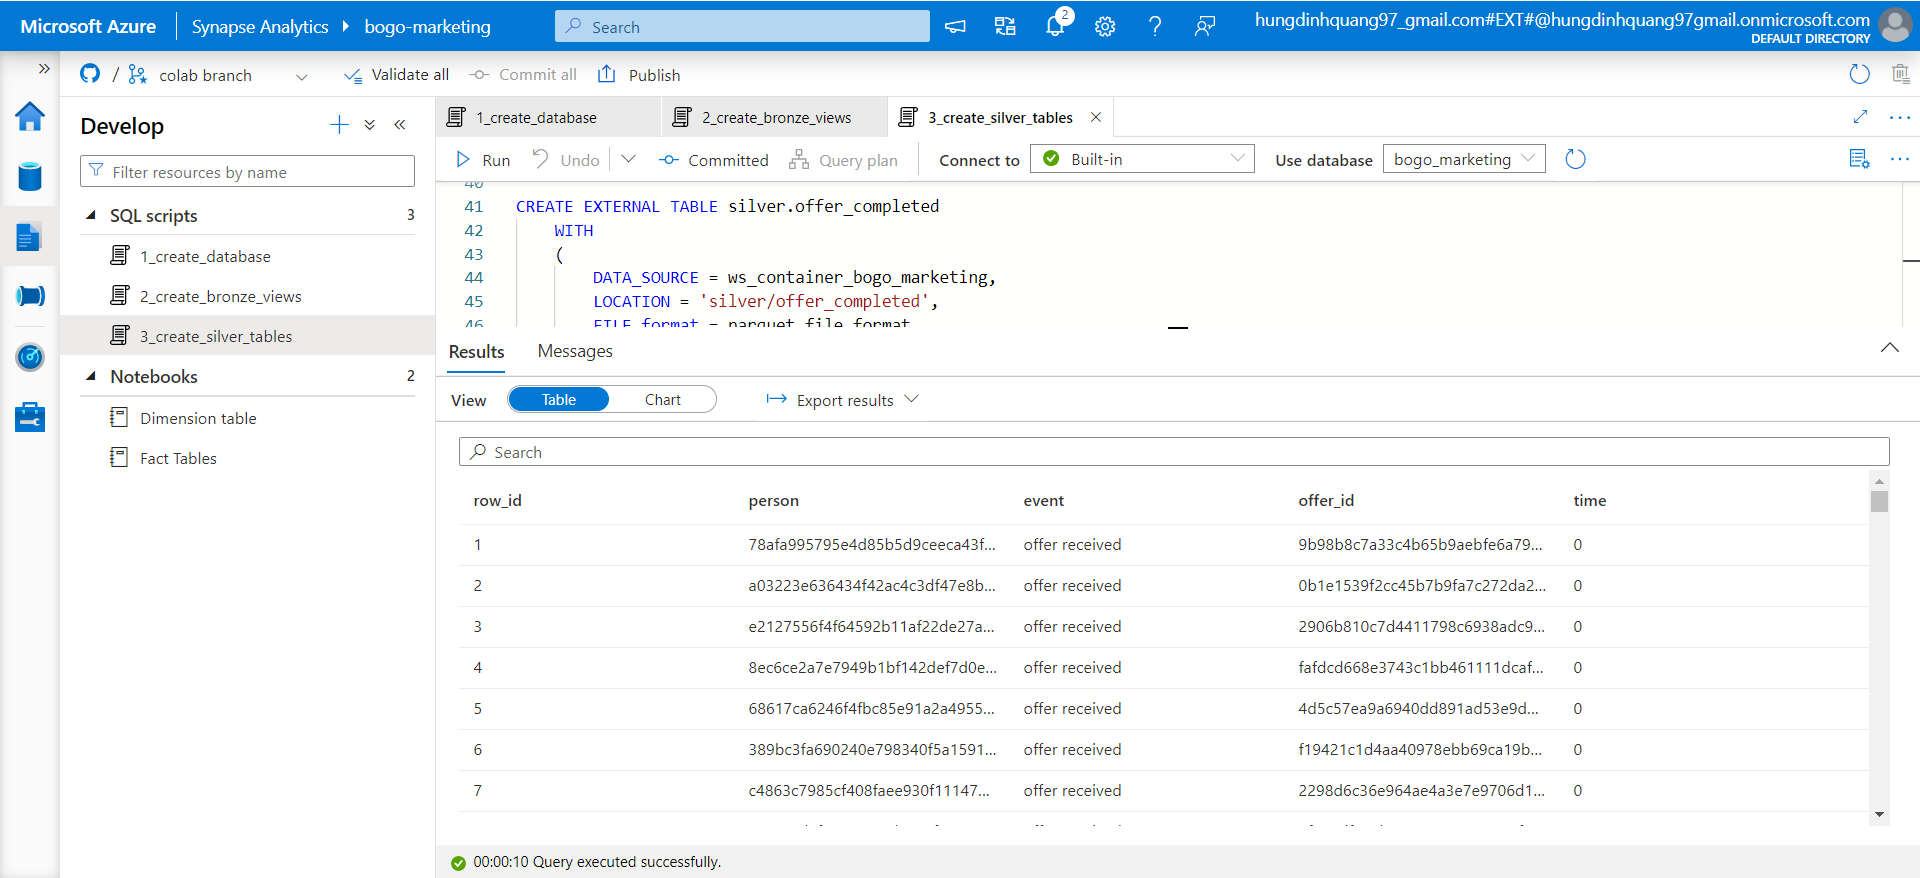 Microsoft Azure
Synapse Analytics
bogo-marketing
Search
2
hungdinhquang97_gmail.com#EXT#@hungdinhquang97gmail.onmicrosoft.com
DEFAULT DIRECTORY
/ colab branch
Validate all
Commit all
Publish
Develop
Filter resources by name
SQL scripts 3
1_create_database
2_create_bronze_views
3_create_silver_tables
Notebooks 2
Dimension table
Fact Tables
1_create_database
2_create_bronze_views
3_create_silver_tables
Run
Undo
Committed
Query plan
Connect to
Built-in
Use database
bogo_marketing
40
41 CREATE EXTERNAL TABLE silver.offer_completed
42 WITH
43 (
44 DATA_SOURCE = ws_container_bogo_marketing,
45 LOCATION = 'silver/offer_completed',
46 FILE_format = parquet_file_format
Results Messages
View Table Chart Export results
Search
row_id person event offer_id time
1 78afa995795e4d85b5d9ceeca43f... offer received 9b98b8c7a33c4b65b9aebfe6a79... 0
2 a03223e636434f42ac4c3df47e8b... offer received 0b1e1539f2cc45b7b9fa7c272da2... 0
3 e2127556f4f64592b11af22de27a... offer received 2906b810c7d4411798c6938adc9... 0
4 8ec6ce2a7e7949b1bf142def7d0e... offer received fafdcd668e3743c1bb461111dcaf... 0
5 68617ca6246f4fbc85e91a2a4955... offer received 4d5c57ea9a6940dd891ad53e9d... 0
6 389bc3fa690240e798340f5a1591... offer received f19421c1d4aa40978ebb69ca19b... 0
7 c4863c7985cf408faee930f11147... offer received 2298d6c36e964ae4a3e7e9706d1... 0
00:00:10 Query executed successfully.